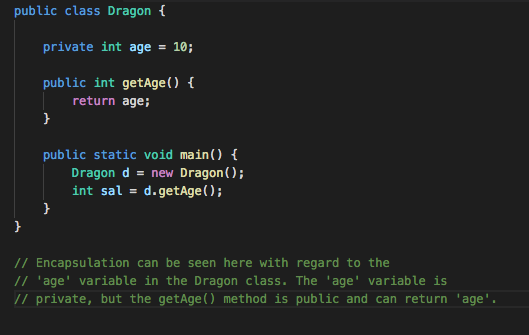 public class Dragon {
private int age = 10;
public int getAge() {
return age;
}
public static void main() {
Dragon d = new Dragon();
int sal = d.getAge();
}
}
// Encapsulation can be seen here with regard to the
// 'age' variable in the Dragon class. The 'age' variable is
// private, but the getAge() method is public and can return 'age'.